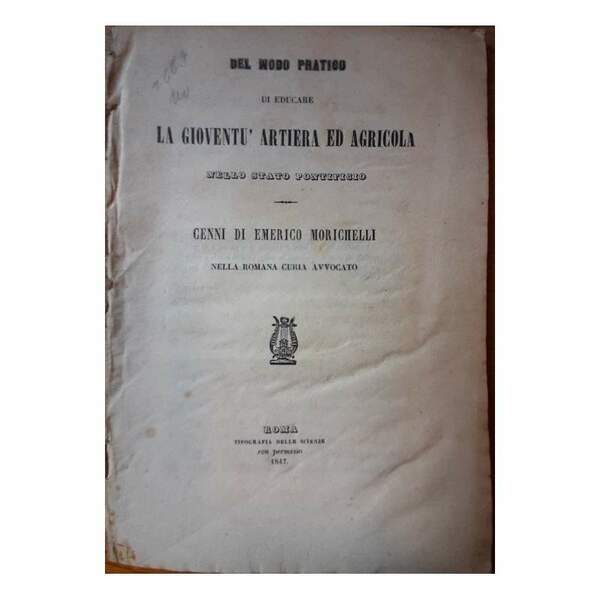 DEL MODO PRATICO
DI EDUCARE
LA GIOVENTU' ARTIERA ED AGRICOLA
NELLO STATO PONTIFICIO
CENNI DI EMERICO MORICHELLI
NELLA ROMANA CURIA AVVOCATO
ROMA
TIPOGRAFIA DELLE SCIENZE
con permesso
1847.